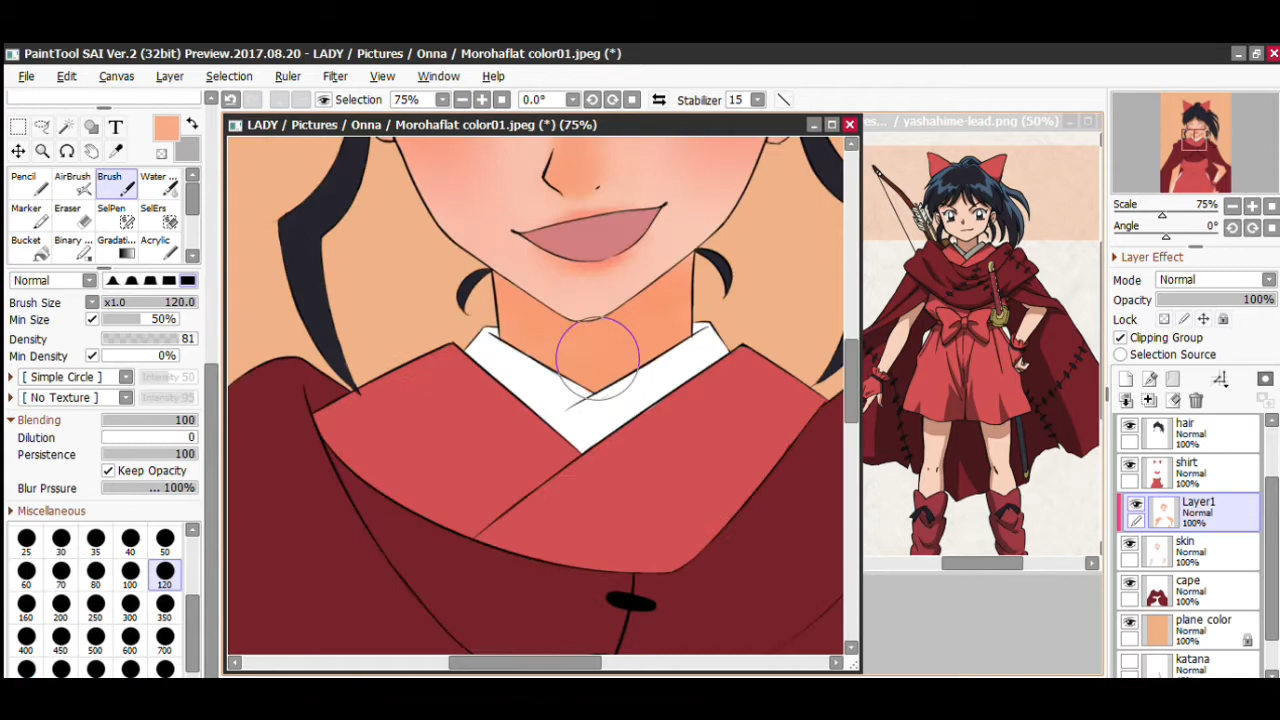 PaintTool SAI Ver.2 (32bit) Preview.2017.08.20 - LADY / Pictures / Onna / Morohaflat color01.jpeg (*)
File Edit Canvas Layer Selection Ruler Filter View Window Help
Selection 75% 0.0° Stabilizer 15
LADY / Pictures / Onna / Morohaflat color01.jpeg (*) (75%)
es... / yashahime-lead.png (50%)
T
Pencil AirBrush Brush Water ...
Marker Eraser SelPen SelErs
Bucket Binary ... Gradati... Acrylic
Normal
Brush Size x1.0 120.0
Min Size 50%
Density 81
Min Density 0%
[ Simple Circle ] Intensity 50
[ No Texture ] Intensity 95
Blending 100
Dilution 0
Persistence 100
Keep Opacity
Blur Prssure ... 100%
Miscellaneous
25 30 35 40 50
60 70 80 100 120
160 200 250 300 350
400 450 500 600 700
Scale 75%
Angle 0°
Layer Effect
Mode Normal
Opacity 100%
Lock
Clipping Group
Selection Source
hair
Normal
100%
shirt
Normal
100%
Layer1
Normal
100%
skin
Normal
100%
cape
Normal
100%
plane color
Normal
100%
katana
Normal
100%